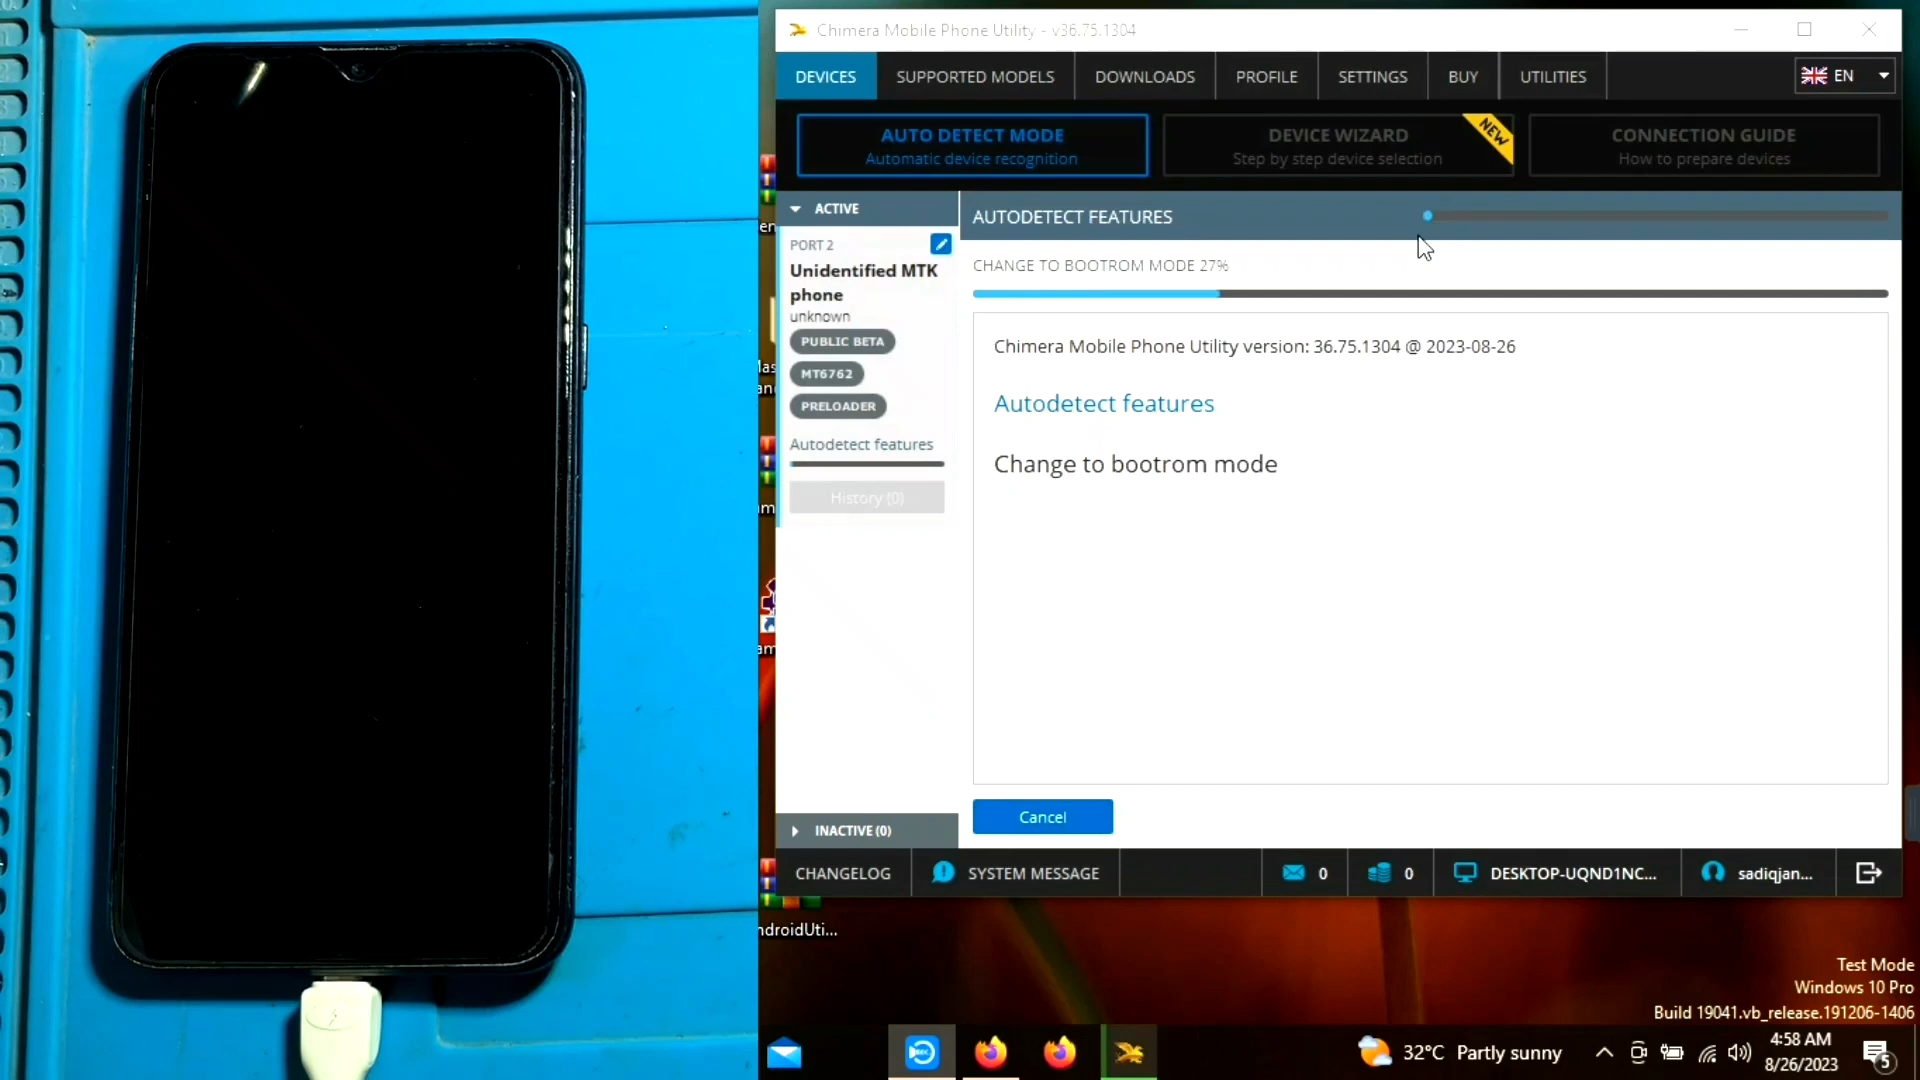 Chimera Mobile Phone Utility - v36.75.1304
DEVICES
SUPPORTED MODELS
DOWNLOADS
PROFILE
SETTINGS
BUY
UTILITIES
EN
AUTO DETECT MODE
Automatic device recognition
DEVICE WIZARD
Step by step device selection
NEW
CONNECTION GUIDE
How to prepare devices
ACTIVE
PORT 2
Unidentified MTK
phone
unknown
PUBLIC BETA
MT6762
PRELOADER
Autodetect features
History (0)
INACTIVE (0)
AUTODETECT FEATURES
CHANGE TO BOOTROM MODE 27%
Chimera Mobile Phone Utility version: 36.75.1304 @ 2023-08-26
Autodetect features
Change to bootrom mode
Cancel
CHANGELOG
SYSTEM MESSAGE
0
0
DESKTOP-UQND1NC...
sadiqjan...
ndroidUti...
Test Mode
Windows 10 Pro
Build 19041.vb_release.191206-1406
32°C Partly sunny
4:58 AM
8/26/2023
5